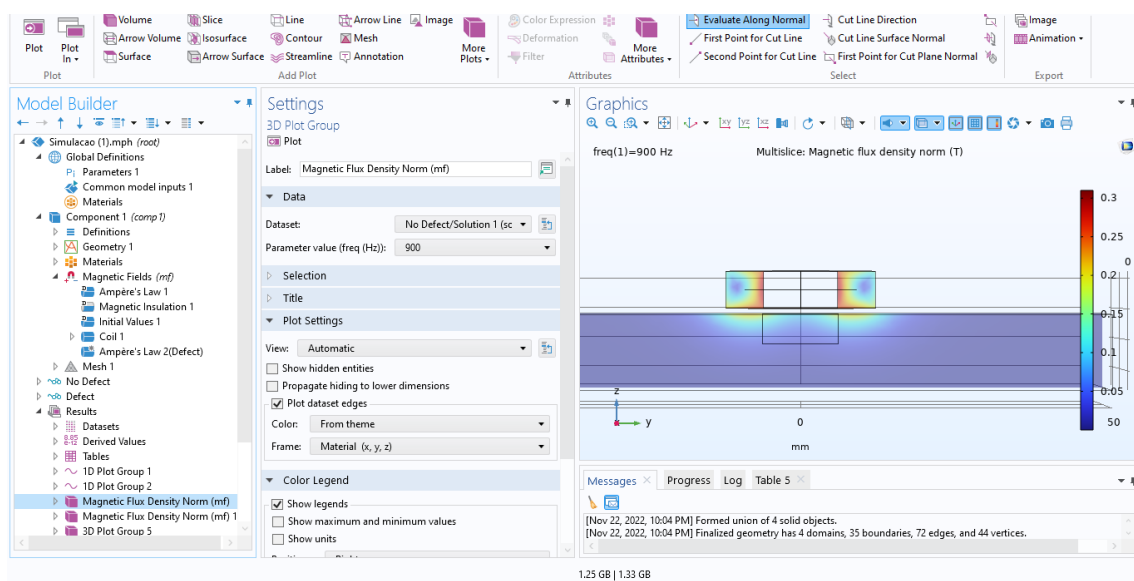 Volume Slice Line Arrow Line Image Color Expression Evaluate Along Normal Cut Line Direction Image
Plot Plot In Arrow Volume Isosurface Contour Mesh More Plots Deformation More Attributes First Point for Cut Line Cut Line Surface Normal Animation
Surface Arrow Surface Streamline Annotation Filter Second Point for Cut Line First Point for Cut Plane Normal
Plot Add Plot Attributes Select Export
Model Builder
Simulacao (1).mph (root)
Global Definitions
Pi Parameters 1
Common model inputs 1
Materials
Component 1 (comp1)
Definitions
Geometry 1
Materials
Magnetic Fields (mf)
Ampère's Law 1
Magnetic Insulation 1
Initial Values 1
Coil 1
Ampère's Law 2(Defect)
Mesh 1
No Defect
Defect
Results
Datasets
8.85
e-12 Derived Values
Tables
1D Plot Group 1
1D Plot Group 2
Magnetic Flux Density Norm (mf)
Magnetic Flux Density Norm (mf) 1
3D Plot Group 5
Settings
3D Plot Group
Plot
Label: Magnetic Flux Density Norm (mf)
Data
Dataset: No Defect/Solution 1 (sc
Parameter value (freq (Hz)): 900
Selection
Title
Plot Settings
View: Automatic
Show hidden entities
Propagate hiding to lower dimensions
Plot dataset edges
Color: From theme
Frame: Material (x, y, z)
Color Legend
Show legends
Show maximum and minimum values
Show units
Graphics
xy yz xz
freq(1)=900 Hz Multislice: Magnetic flux density norm (T)
0.3
0.25
0
0.2
0.15
0.1
0.05
z
y 0 50
mm
Messages Progress Log Table 5
[Nov 22, 2022, 10:04 PM] Formed union of 4 solid objects.
[Nov 22, 2022, 10:04 PM] Finalized geometry has 4 domains, 35 boundaries, 72 edges, and 44 vertices.
1.25 GB | 1.33 GB